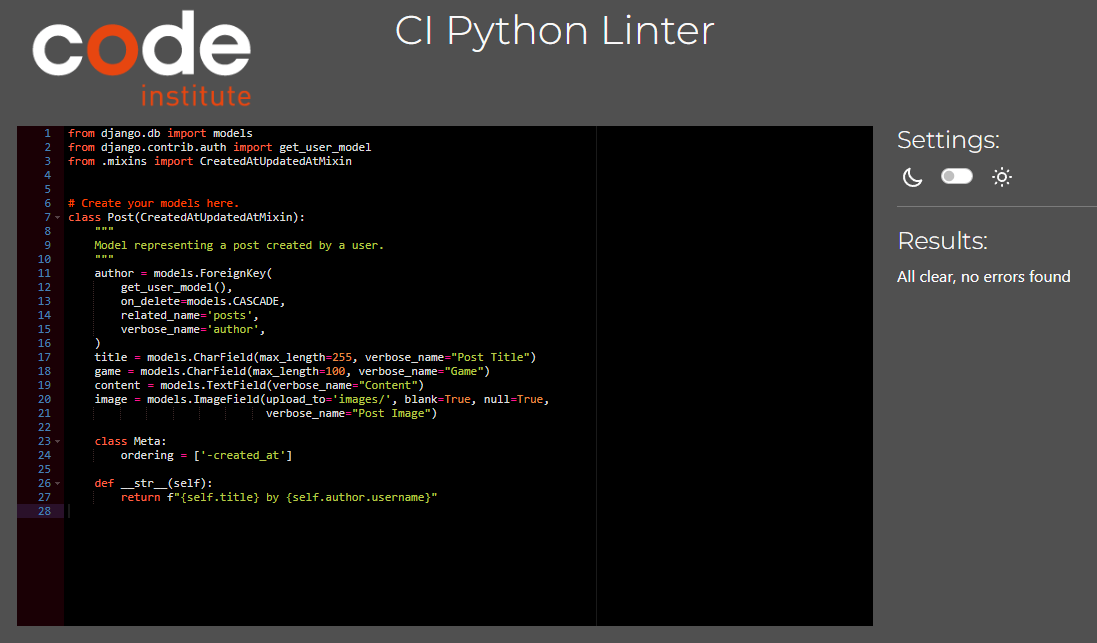 code
institute
CI Python Linter
1 from django.db import models
2 from django.contrib.auth import get_user_model
3 from .mixins import CreatedAtUpdatedAtMixin
4
5
6 # Create your models here.
7 class Post(CreatedAtUpdatedAtMixin):
8     """
9     Model representing a post created by a user.
10     """
11     author = models.ForeignKey(
12         get_user_model(),
13         on_delete=models.CASCADE,
14         related_name='posts',
15         verbose_name='author',
16     )
17     title = models.CharField(max_length=255, verbose_name="Post Title")
18     game = models.CharField(max_length=100, verbose_name="Game")
19     content = models.TextField(verbose_name="Content")
20     image = models.ImageField(upload_to='images/', blank=True, null=True,
21                               verbose_name="Post Image")
22
23     class Meta:
24         ordering = ['-created_at']
25
26     def __str__(self):
27         return f"{self.title} by {self.author.username}"
28
Settings:
Results:
All clear, no errors found